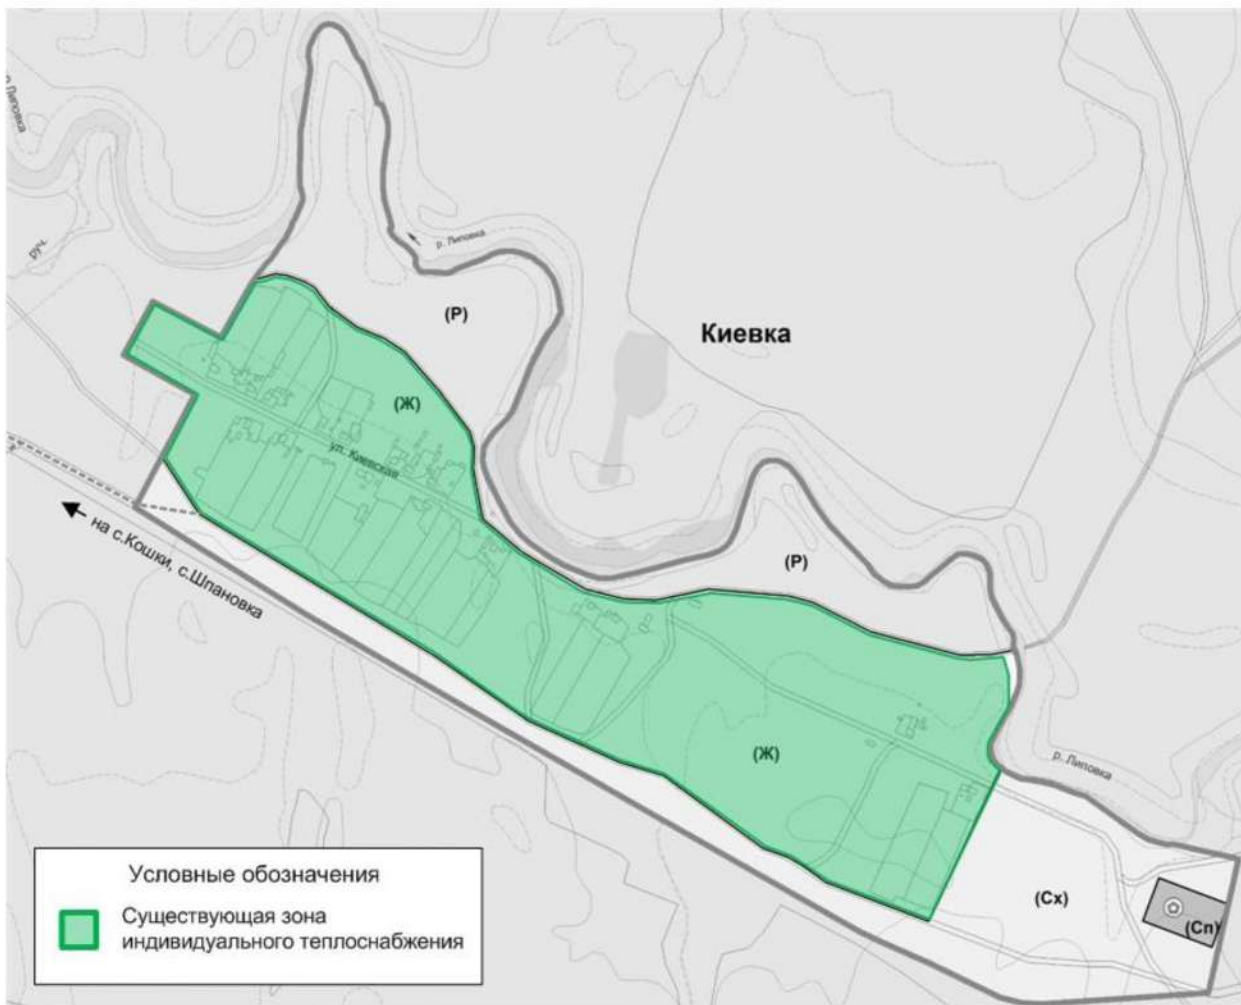 р. Липовка
руч.
р. Липовка
(Р)
Киевка
(Ж)
ул. Киевская
на с.Кошки, с.Шпановка
(Р)
(Ж)
р. Липовка
(Сх)
(Сп)
Условные обозначения
Существующая зона
индивидуального теплоснабжения